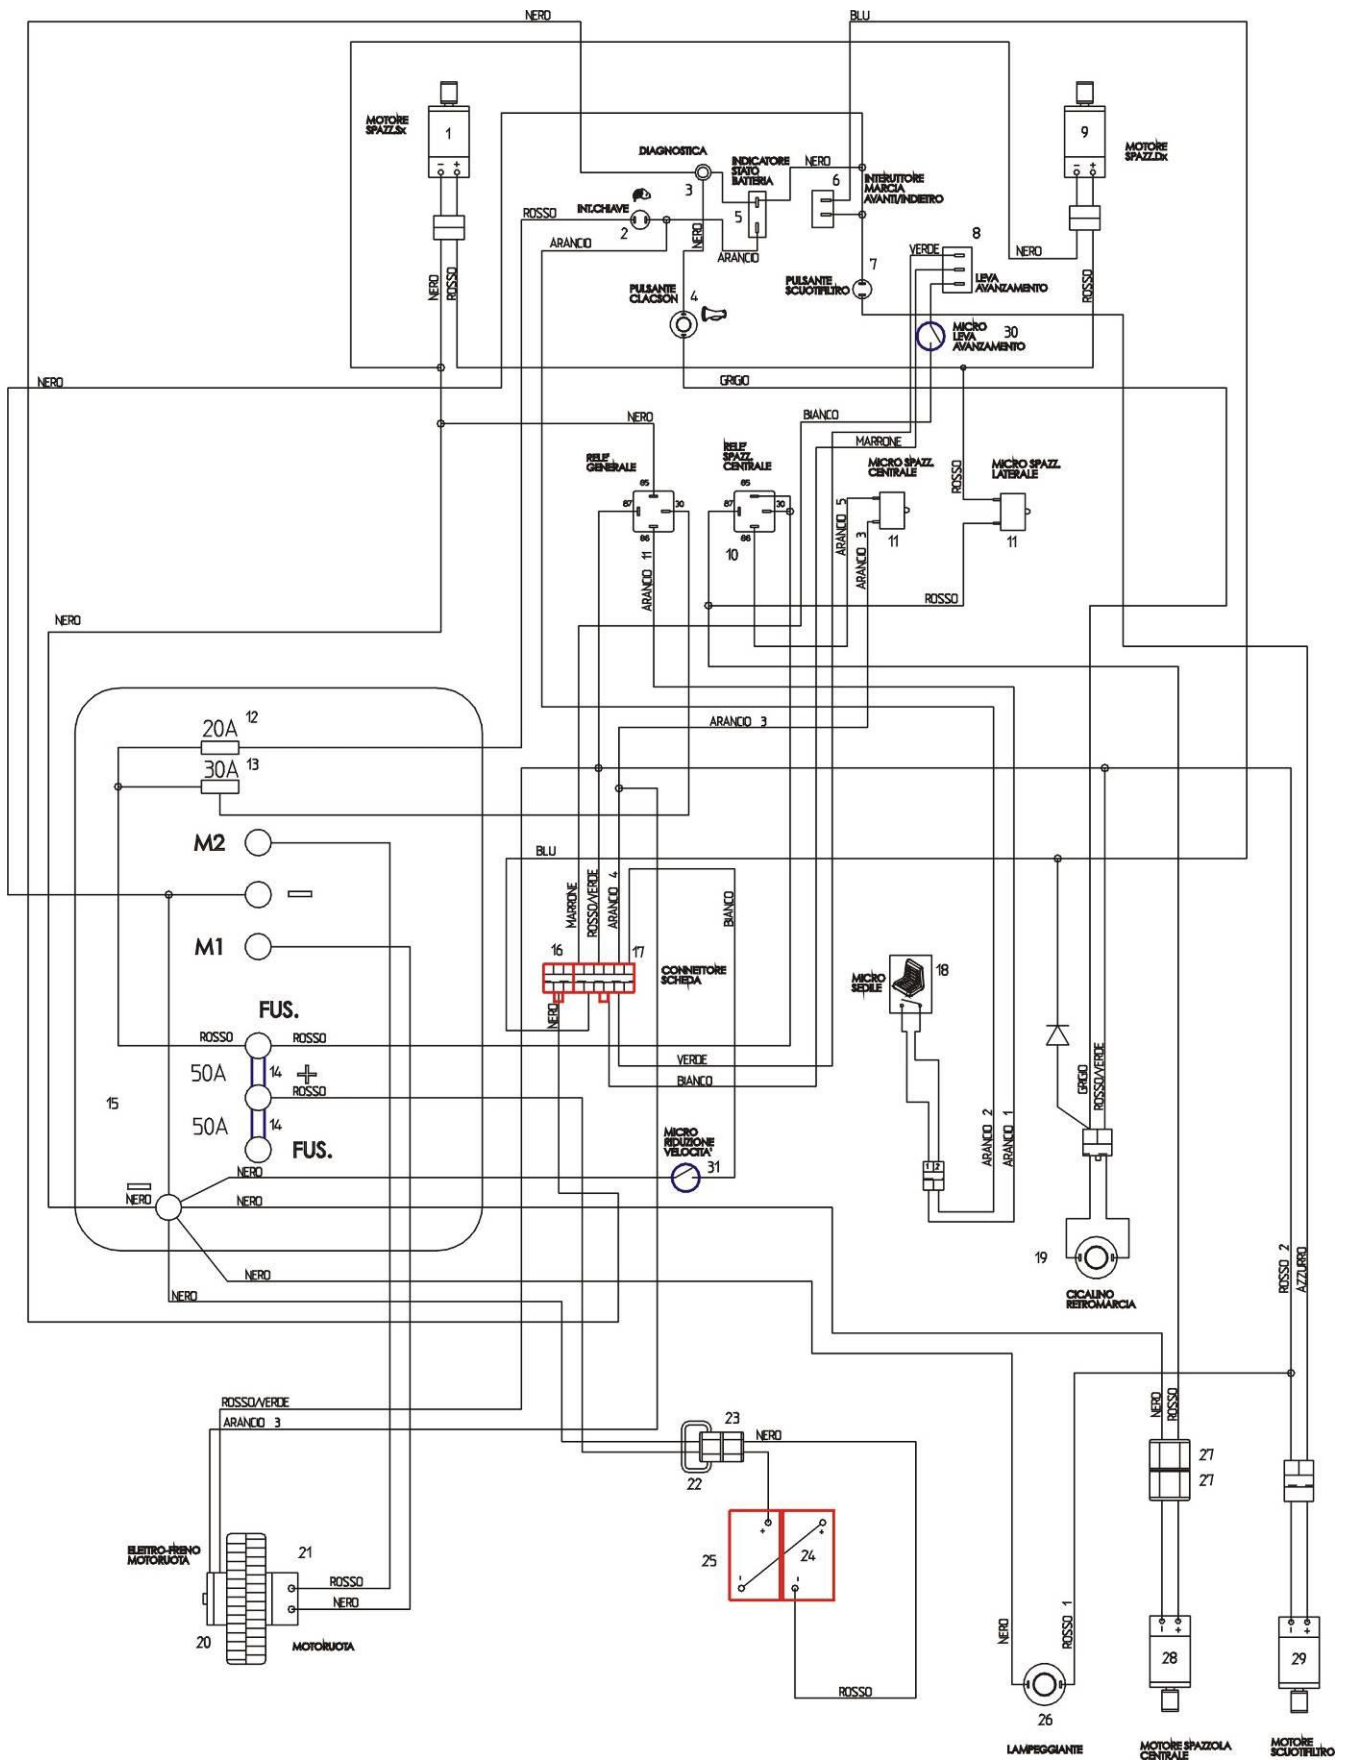 NERO
BLU
MOTORE
SPAZZ.Sx
1
- +
9
MOTORE
SPAZZ.Dx
- +
DIAGNOSTICA
3
INDICATORE
STATO
BATTERIA
5
NERO
6
INTERUTTORE
MARCIA
AVANTI/INDIETRO
ROSSO
INT.CHIAVE
2
ARANCIO
NERO
ARANCIO
VERDE
8
LEVA
AVANZAMENTO
NERO
ROSSO
NERO
ROSSO
PULSANTE
CLACSON
4
7
PULSANTE
SCUOTIFILTRO
MICRO
LEVA
AVANZAMENTO
30
NERO
GRIGIO
NERO
BIANCO
MARRONE
RELE'
GENERALE
85
87
30
86
RELE'
SPAZZ.
CENTRALE
85
87
30
86
10
MICRO SPAZZ.
CENTRALE
11
MICRO SPAZZ.
LATERALE
11
ROSSO
ARANCIO 11
ARANCIO 5
ARANCIO 3
ROSSO
NERO
20A
12
30A
13
ARANCIO 3
M2
M1
BLU
MARRONE
ROSSO/VERDE
ARANCIO 4
BIANCO
16
17
CONNETTORE
SCHEDA
NERO
MICRO
SEDILE
18
FUS.
ROSSO
ROSSO
50A
14
+
ROSSO
15
50A
14
FUS.
VERDE
BIANCO
GRIGIO
ROSSO/VERDE
ARANCIO 2
ARANCIO 1
1 2
MICRO
RIDUZIONE
VELOCITA'
31
NERO
NERO
NERO
NERO
NERO
19
CICALINO
RETROMARCIA
ROSSO 2
AZZURRO
ROSSO/VERDE
ARANCIO 3
23
NERO
22
NERO
ROSSO
27
27
ELETTRO-FRENO
MOTORUOTA
21
ROSSO
NERO
20
MOTORUOTA
25
24
+
+
-
-
ROSSO
NERO
ROSSO 1
26
LAMPEGGIANTE
- +
28
MOTORE SPAZZOLA
CENTRALE
- +
29
MOTORE
SCUOTIFILTRO